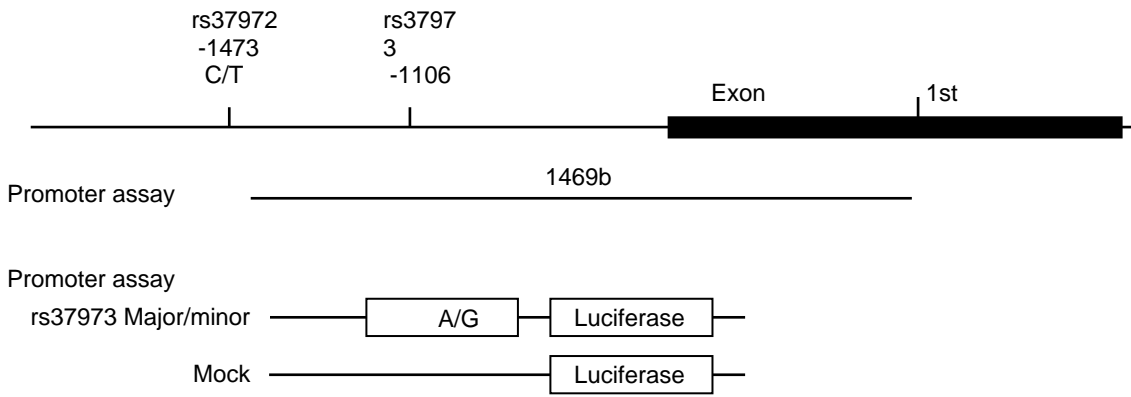 rs37972
-1473
C/T
rs3797
3
-1106
Exon
1st
Promoter assay
1469b
Promoter assay
rs37973 Major/minor
A/G
Luciferase
Mock
Luciferase